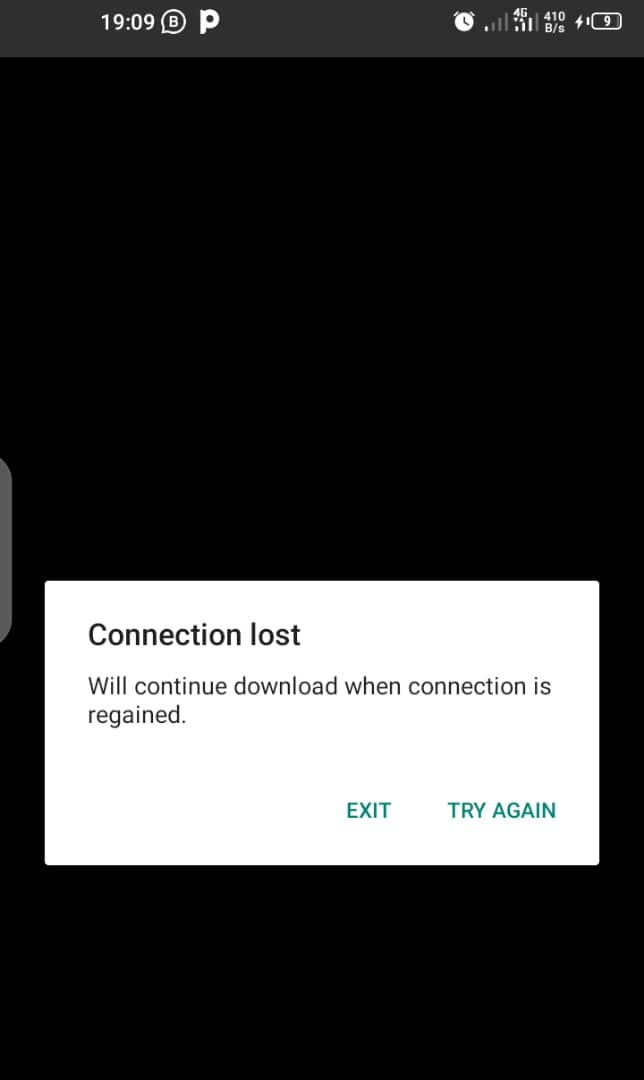 19:09 B P 4G 410 B/s 9
Connection lost
Will continue download when connection is
regained.
EXIT TRY AGAIN